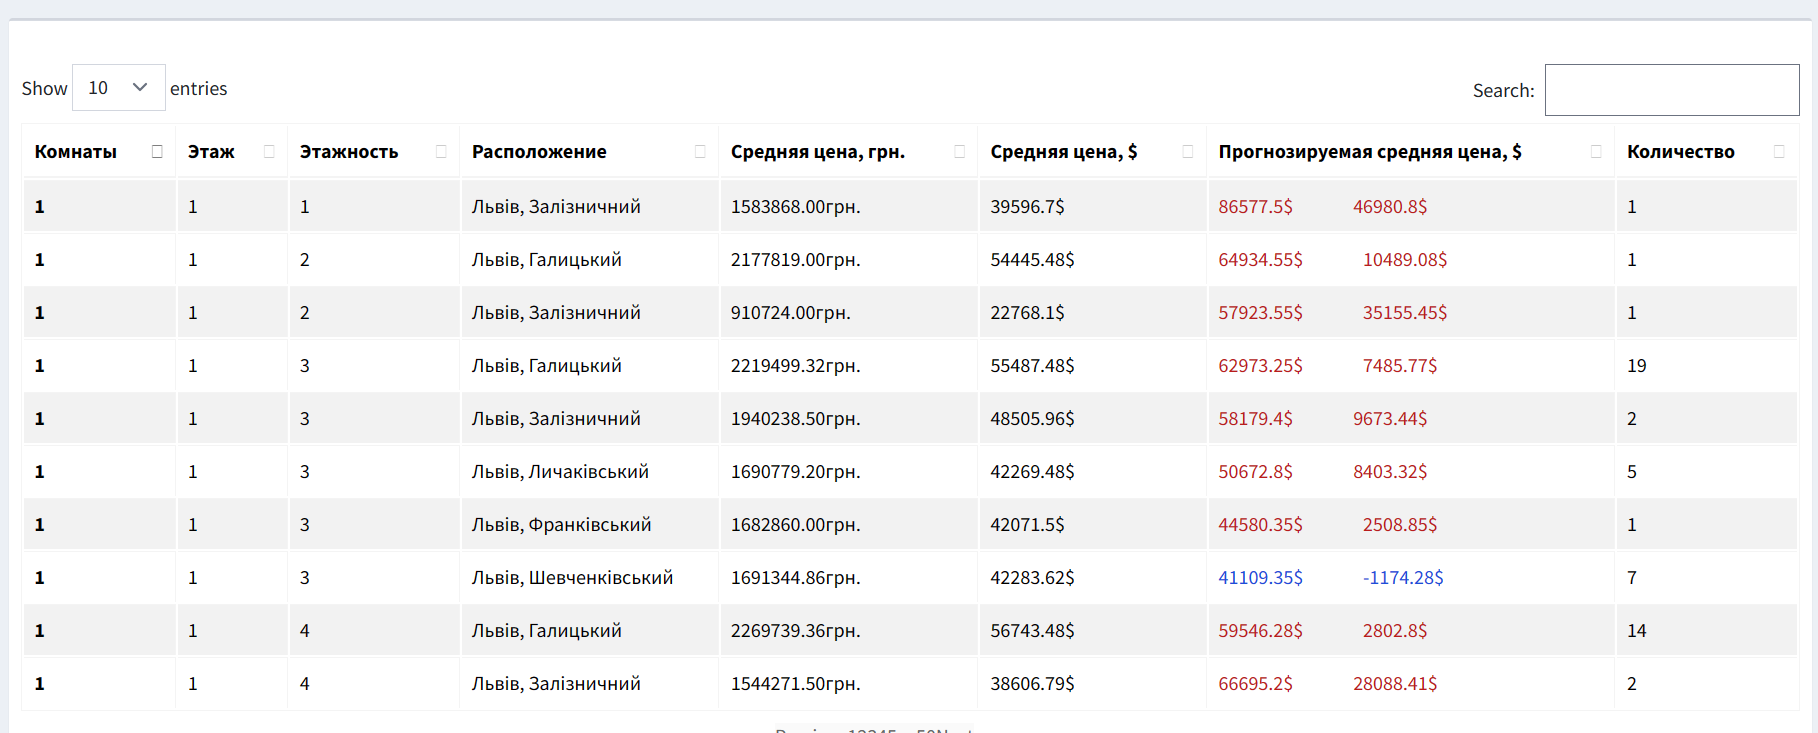 Show 10 entries Search:
Комнаты Этаж Этажность Расположение Средняя цена, грн. Средняя цена, $ Прогнозируемая средняя цена, $ Количество
1 1 1 Львів, Залізничний 1583868.00грн. 39596.7$ 86577.5$ 46980.8$ 1
1 1 2 Львів, Галицький 2177819.00грн. 54445.48$ 64934.55$ 10489.08$ 1
1 1 2 Львів, Залізничний 910724.00грн. 22768.1$ 57923.55$ 35155.45$ 1
1 1 3 Львів, Галицький 2219499.32грн. 55487.48$ 62973.25$ 7485.77$ 19
1 1 3 Львів, Залізничний 1940238.50грн. 48505.96$ 58179.4$ 9673.44$ 2
1 1 3 Львів, Личаківський 1690779.20грн. 42269.48$ 50672.8$ 8403.32$ 5
1 1 3 Львів, Франківський 1682860.00грн. 42071.5$ 44580.35$ 2508.85$ 1
1 1 3 Львів, Шевченківський 1691344.86грн. 42283.62$ 41109.35$ -1174.28$ 7
1 1 4 Львів, Галицький 2269739.36грн. 56743.48$ 59546.28$ 2802.8$ 14
1 1 4 Львів, Залізничний 1544271.50грн. 38606.79$ 66695.2$ 28088.41$ 2